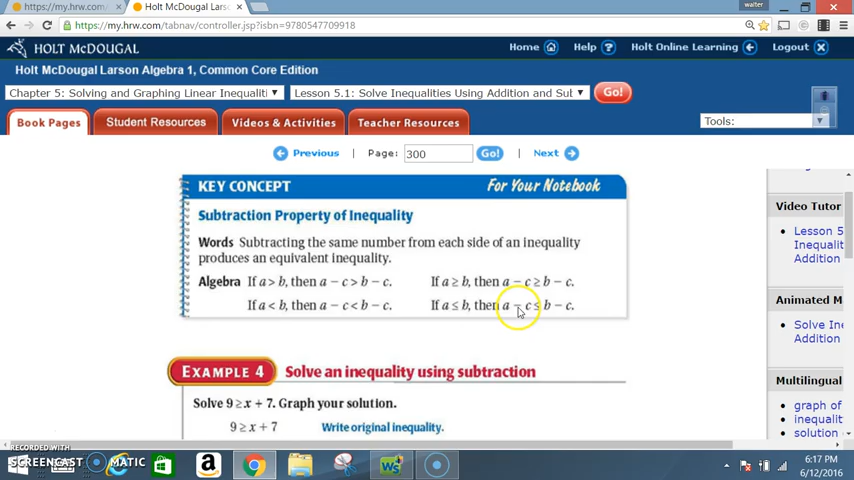 https://my.hrw.com/tabn
Holt McDougal Larson Alg
walter
https://my.hrw.com/tabnav/controller.jsp?isbn=9780547709918
HOLT McDOUGAL
Home
Help
Holt Online Learning
Logout
Holt McDougal Larson Algebra 1, Common Core Edition
Chapter 5: Solving and Graphing Linear Inequaliti
Lesson 5.1: Solve Inequalities Using Addition and Sub
Go!
Book Pages
Student Resources
Videos & Activities
Teacher Resources
Tools:
Previous | Page: 300 Go! | Next
KEY CONCEPT
For Your Notebook
Subtraction Property of Inequality
Words Subtracting the same number from each side of an inequality
produces an equivalent inequality.
Algebra If a > b, then a − c > b − c. If a ≥ b, then a − c ≥ b − c.
If a < b, then a − c < b − c. If a ≤ b, then a − c ≤ b − c.
EXAMPLE 4 Solve an inequality using subtraction
Solve 9 ≥ x + 7. Graph your solution.
9 ≥ x + 7 Write original inequality.
Video Tutor
Lesson 5
Inequaliti
Addition
Animated M
Solve Ine
Addition
Multilingual
graph of
inequality
solution
RECORDED WITH
SCREENCAST MATIC
6:17 PM
6/12/2016